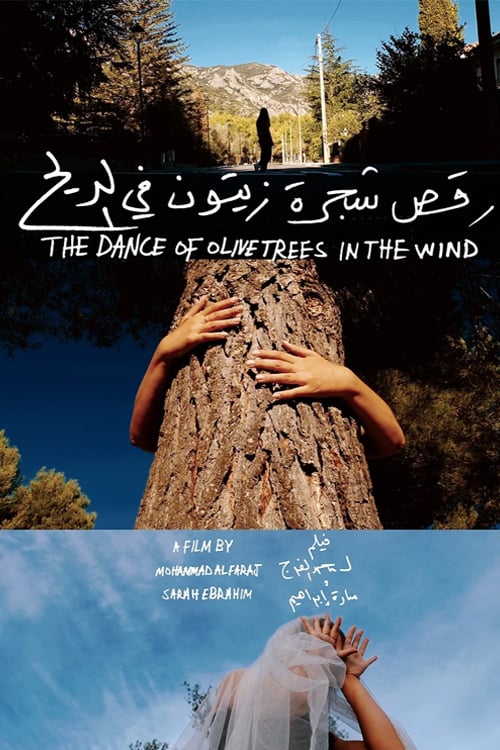 رقص شجرة زيتون في الريح
THE DANCE OF OLIVE TREES IN THE WIND
A FILM BY
MOHAMMAD ALFARAJ
SARAH EBRAHIM
فيلم
لـ محمد الفرج
و
سارة إبراهيم